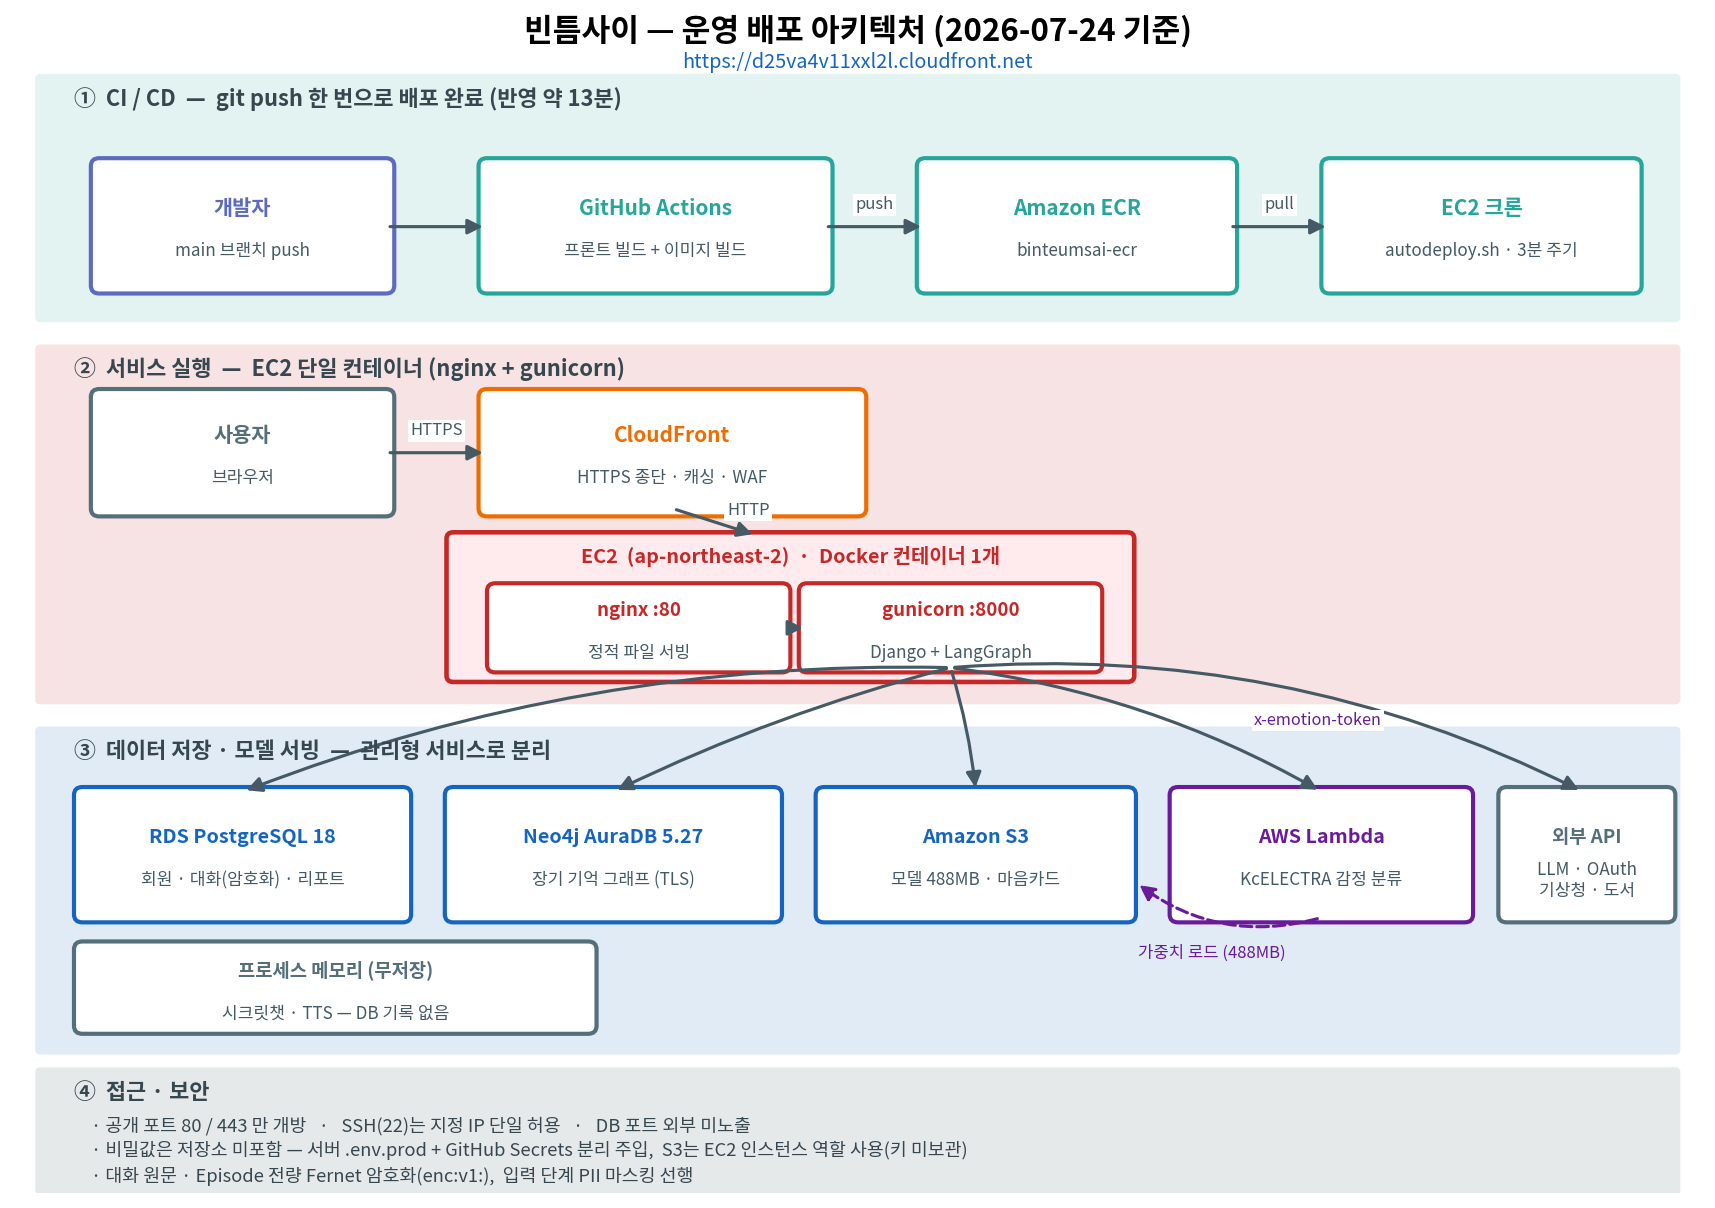 빈틈사이 — 운영 배포 아키텍처 (2026-07-24 기준)
https://d25va4v11xxl2l.cloudfront.net
① CI / CD — git push 한 번으로 배포 완료 (반영 약 13분)
개발자
main 브랜치 push
GitHub Actions
프론트 빌드 + 이미지 빌드
push
Amazon ECR
binteumsai-ecr
pull
EC2 크론
autodeploy.sh · 3분 주기
② 서비스 실행 — EC2 단일 컨테이너 (nginx + gunicorn)
사용자
브라우저
HTTPS
CloudFront
HTTPS 종단 · 캐싱 · WAF
HTTP
EC2 (ap-northeast-2) · Docker 컨테이너 1개
nginx :80
정적 파일 서빙
gunicorn :8000
Django + LangGraph
x-emotion-token
③ 데이터 저장 · 모델 서빙 — 관리형 서비스로 분리
RDS PostgreSQL 18
회원 · 대화(암호화) · 리포트
Neo4j AuraDB 5.27
장기 기억 그래프 (TLS)
Amazon S3
모델 488MB · 마음카드
AWS Lambda
KcELECTRA 감정 분류
외부 API
LLM · OAuth
기상청 · 도서
가중치 로드 (488MB)
프로세스 메모리 (무저장)
시크릿챗 · TTS — DB 기록 없음
④ 접근 · 보안
· 공개 포트 80 / 443 만 개방 · SSH(22)는 지정 IP 단일 허용 · DB 포트 외부 미노출
· 비밀값은 저장소 미포함 — 서버 .env.prod + GitHub Secrets 분리 주입, S3는 EC2 인스턴스 역할 사용(키 미보관)
· 대화 원문 · Episode 전량 Fernet 암호화(enc:v1:), 입력 단계 PII 마스킹 선행